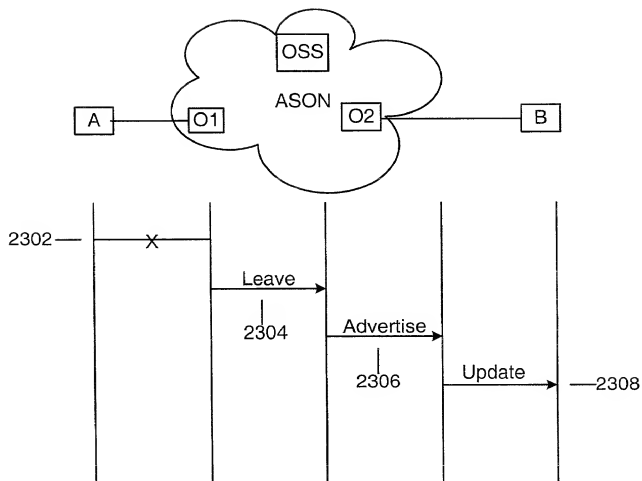 OSS
ASON
A
O1
O2
B
2302
X
Leave
2304
Advertise
2306
Update
2308